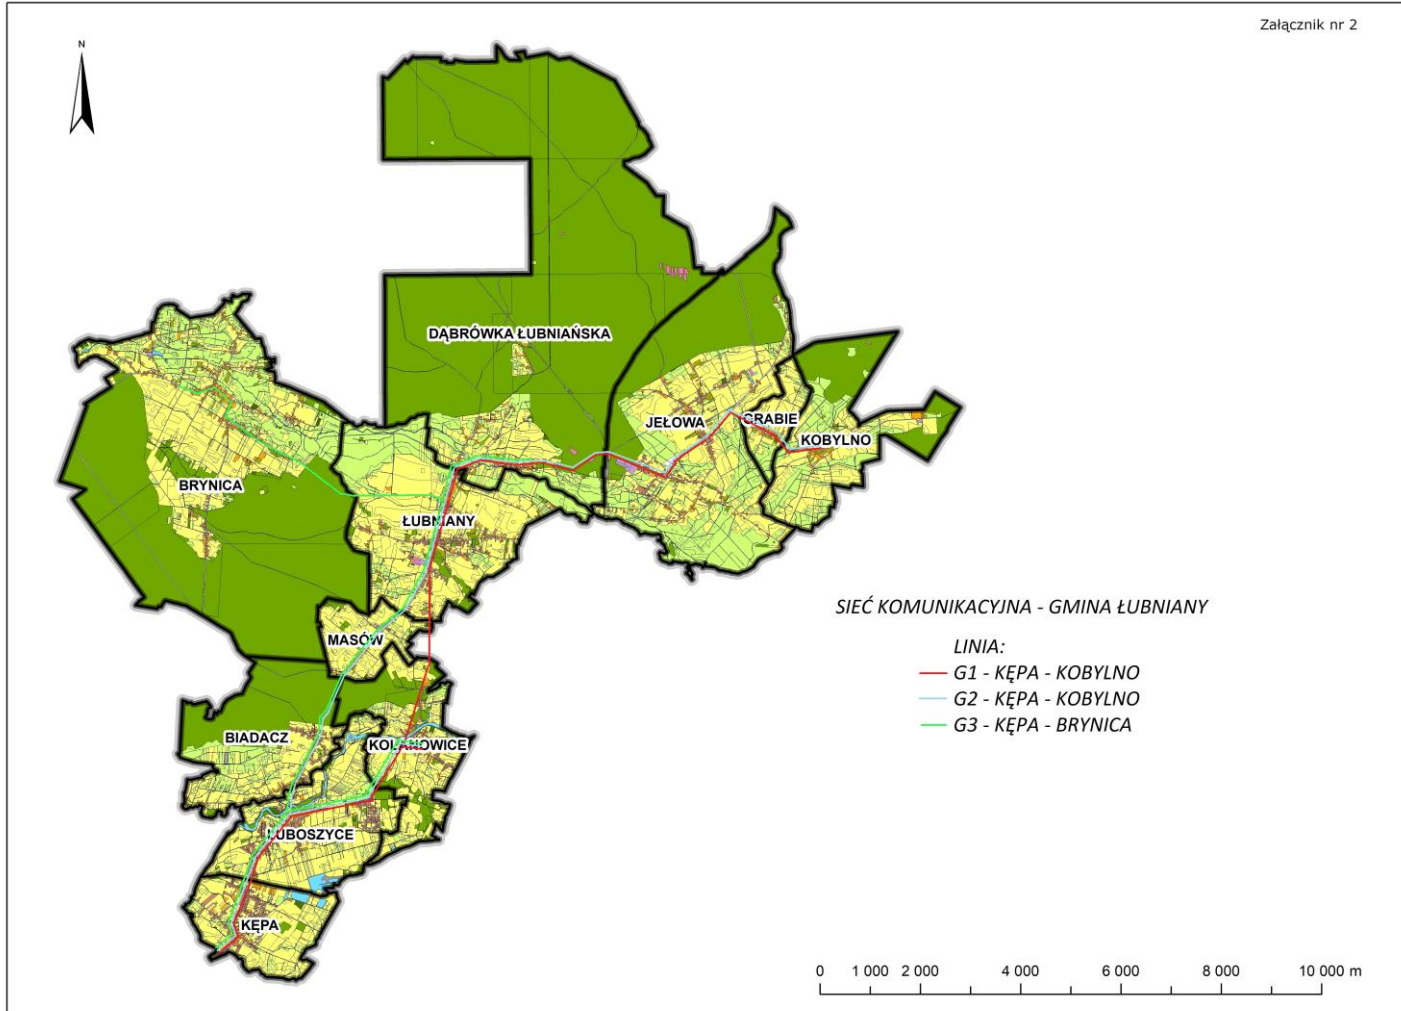 Załącznik nr 2
N
DĄBRÓWKA ŁUBNIAŃSKA
JEŁOWA
GRABIE
KOBYLNO
BRYNICA
ŁUBNIANY
SIEĆ KOMUNIKACYJNA - GMINA ŁUBNIANY
LINIA:
G1 - KĘPA - KOBYLNO
G2 - KĘPA - KOBYLNO
G3 - KĘPA - BRYNICA
MASÓW
BIADACZ
KOLANOWICE
LUBOSZYCE
KĘPA
0 1 000 2 000 4 000 6 000 8 000 10 000 m